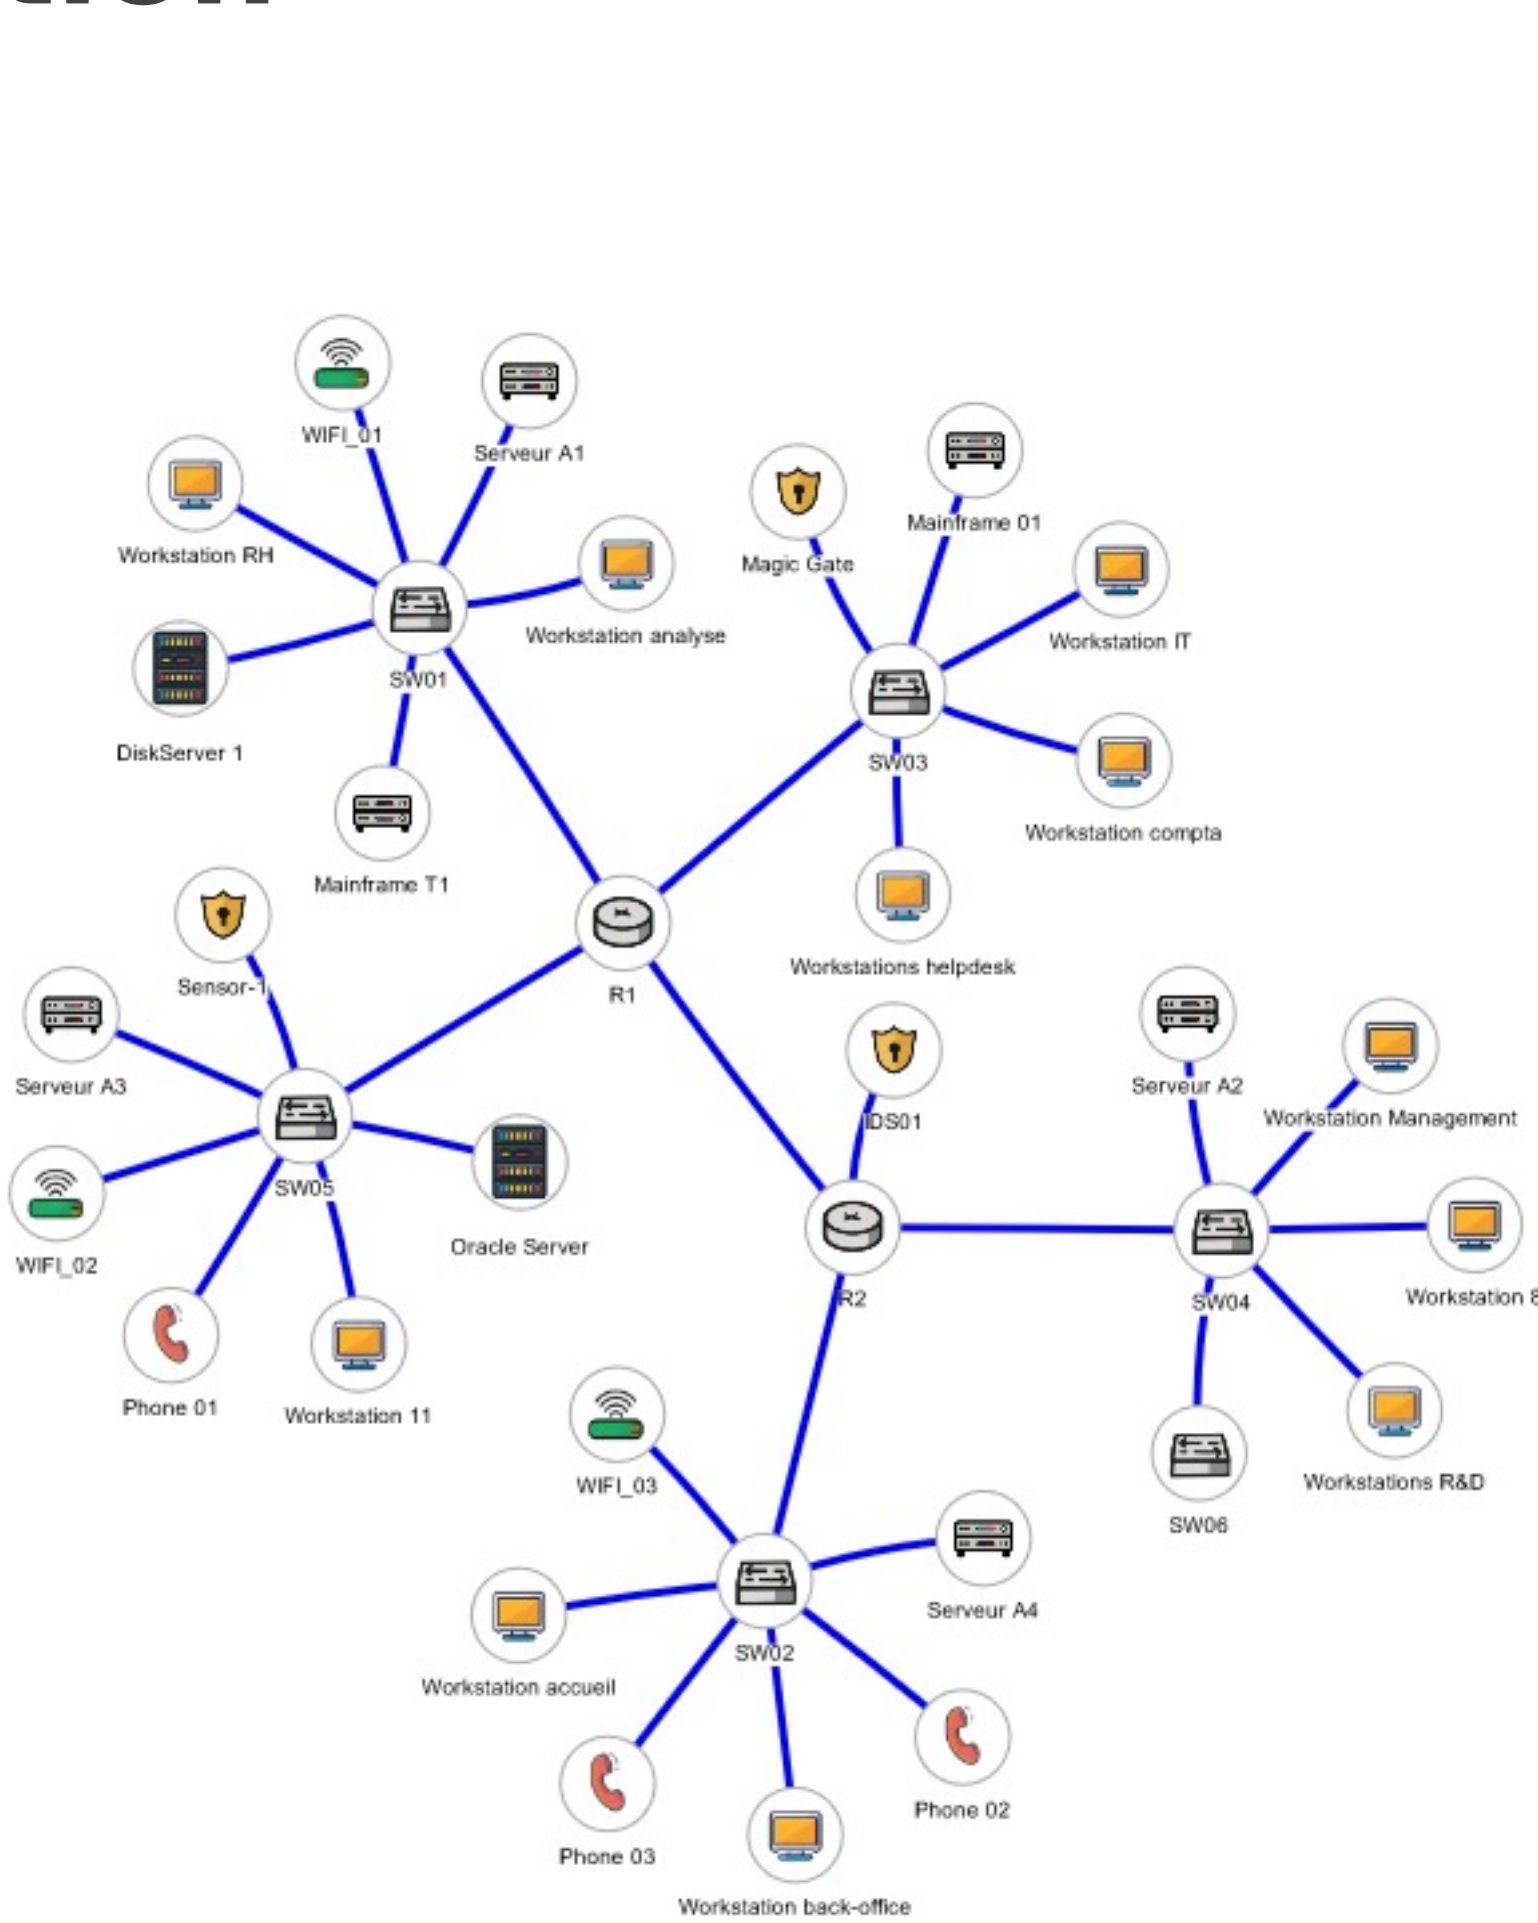 WIFI_01
Serveur A1
Mainframe 01
Workstation RH
Magic Gate
Workstation analyse
Workstation IT
SW01
DiskServer 1
SW03
Workstation compta
Mainframe T1
Workstations helpdesk
Sensor-1
R1
Serveur A3
Serveur A2
IDS01
Workstation Management
SW05
Oracle Server
WIFI_02
R2
SW04
Workstation 8
Phone 01
Workstation 11
WIFI_03
Workstations R&D
SW06
Serveur A4
SW02
Workstation accueil
Phone 02
Phone 03
Workstation back-office